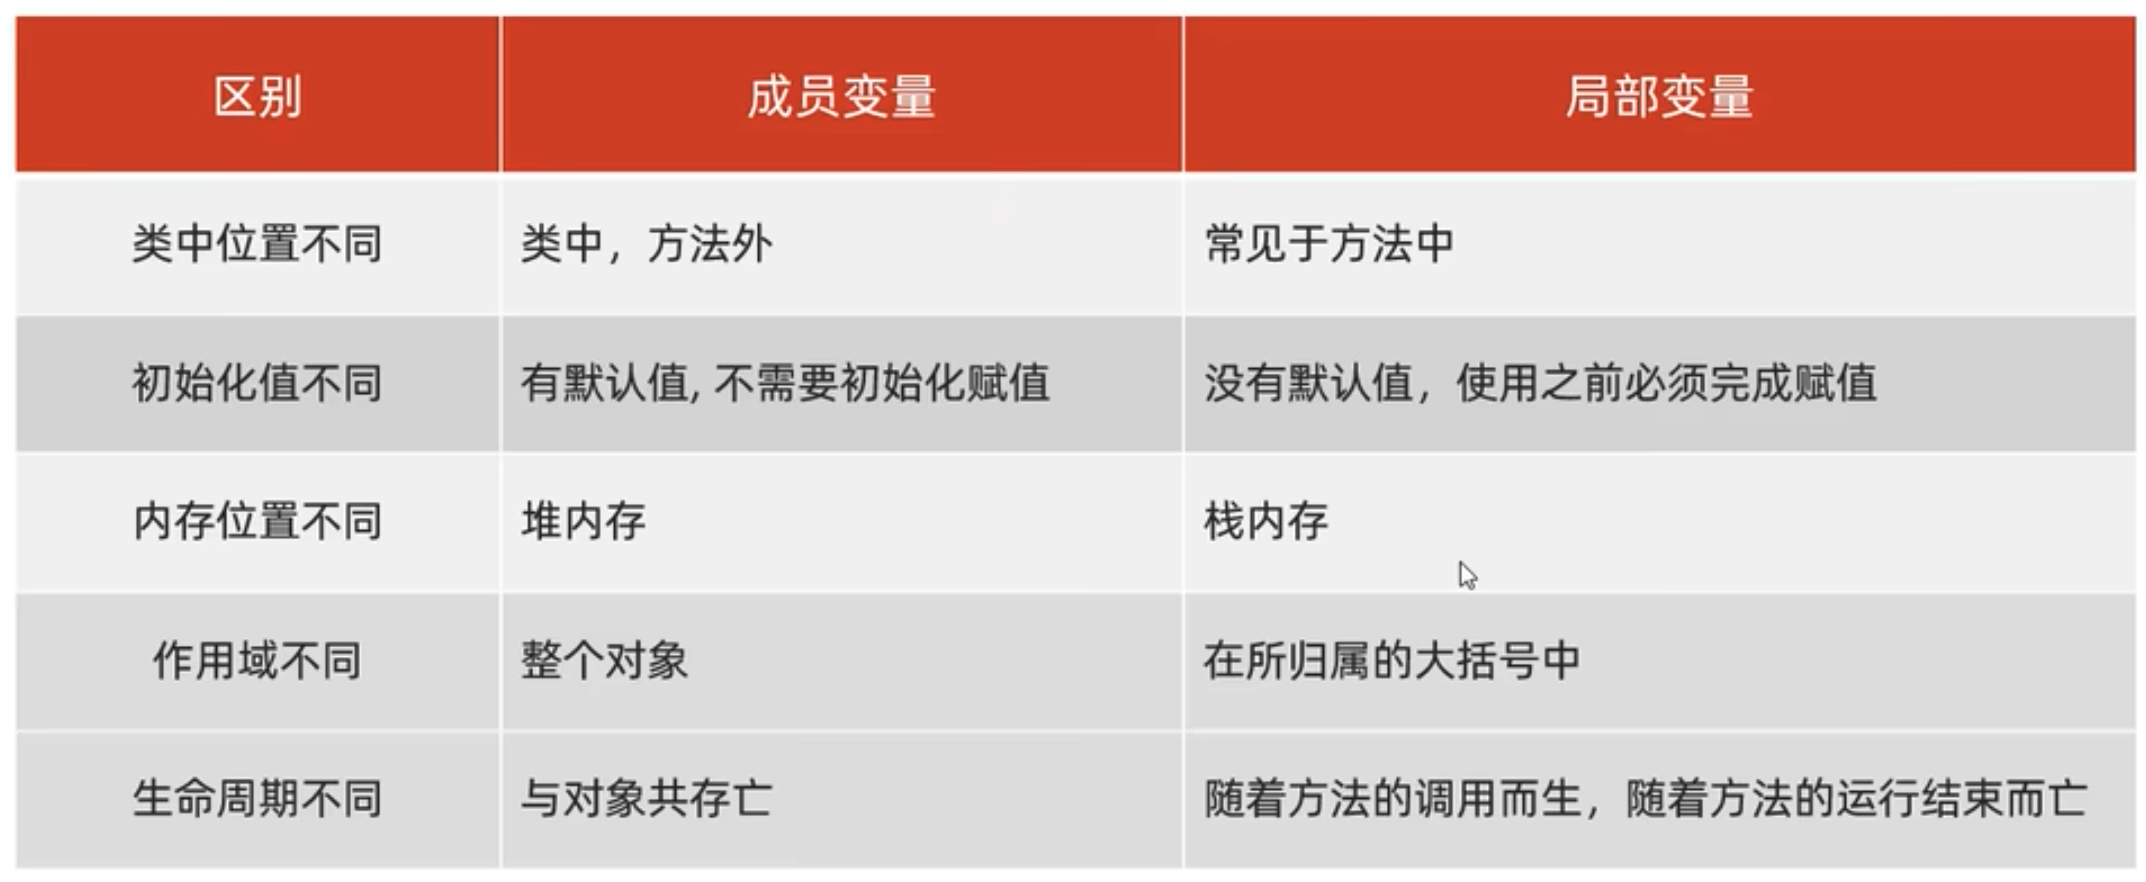 区别 成员变量 局部变量
类中位置不同 类中，方法外 常见于方法中
初始化值不同 有默认值, 不需要初始化赋值 没有默认值，使用之前必须完成赋值
内存位置不同 堆内存 栈内存
作用域不同 整个对象 在所归属的大括号中
生命周期不同 与对象共存亡 随着方法的调用而生，随着方法的运行结束而亡